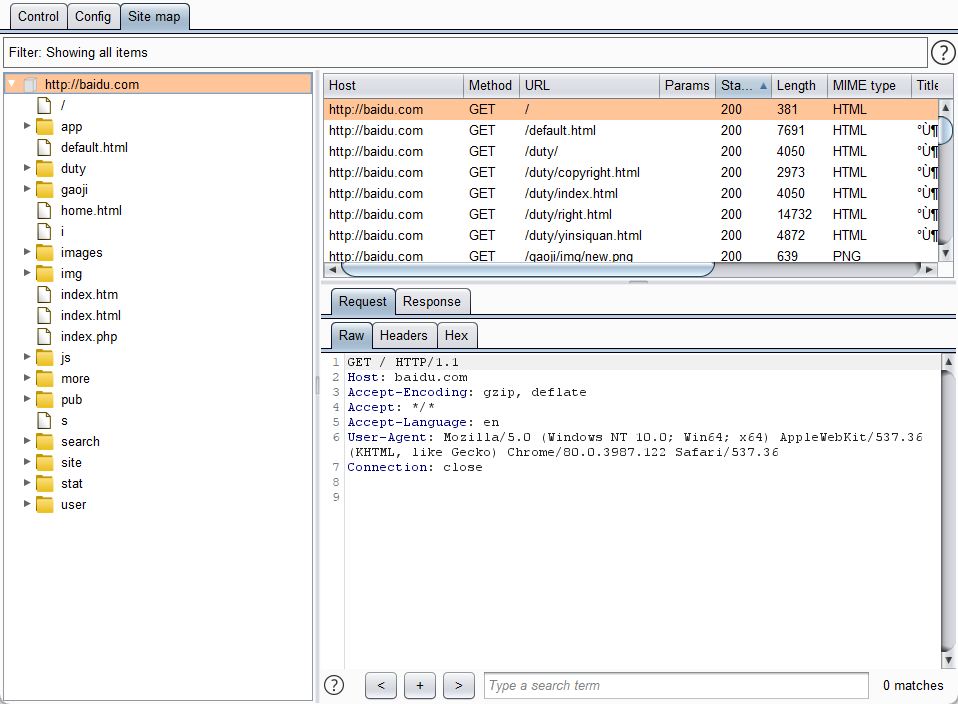 Control Config Site map
Filter: Showing all items
?
http://baidu.com
/
app
default.html
duty
gaoji
home.html
i
images
img
index.htm
index.html
index.php
js
more
pub
s
search
site
stat
user
Host Method URL Params Sta... Length MIME type Title
http://baidu.com GET / 200 381 HTML
http://baidu.com GET /default.html 200 7691 HTML °Ù¶
http://baidu.com GET /duty/ 200 4050 HTML °Ù¶
http://baidu.com GET /duty/copyright.html 200 2973 HTML °Ù¶
http://baidu.com GET /duty/index.html 200 4050 HTML °Ù¶
http://baidu.com GET /duty/right.html 200 14732 HTML °Ù¶
http://baidu.com GET /duty/yinsiquan.html 200 4872 HTML °Ù¶
http://baidu.com GET /gaoji/img/new.png 200 639 PNG
Request Response
Raw Headers Hex
1 GET / HTTP/1.1
2 Host: baidu.com
3 Accept-Encoding: gzip, deflate
4 Accept: */*
5 Accept-Language: en
6 User-Agent: Mozilla/5.0 (Windows NT 10.0; Win64; x64) AppleWebKit/537.36
(KHTML, like Gecko) Chrome/80.0.3987.122 Safari/537.36
7 Connection: close
8
9
? < + > Type a search term 0 matches